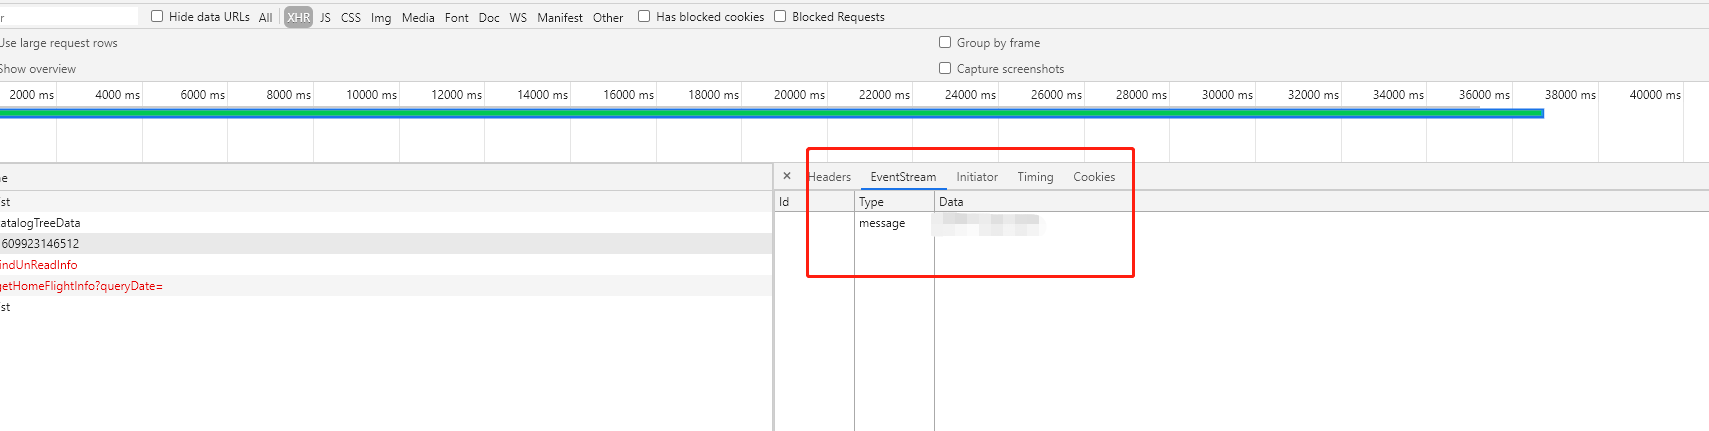 Hide data URLs All XHR JS CSS Img Media Font Doc WS Manifest Other Has blocked cookies Blocked Requests
Use large request rows Group by frame
Show overview Capture screenshots
2000 ms 4000 ms 6000 ms 8000 ms 10000 ms 12000 ms 14000 ms 16000 ms 18000 ms 20000 ms 22000 ms 24000 ms 26000 ms 28000 ms 30000 ms 32000 ms 34000 ms 36000 ms 38000 ms 40000 ms
ne × Headers EventStream Initiator Timing Cookies
st Id Type Data
catalogTreeData message
1609923146512
findUnReadInfo
getHomeFlightInfo?queryDate=
st